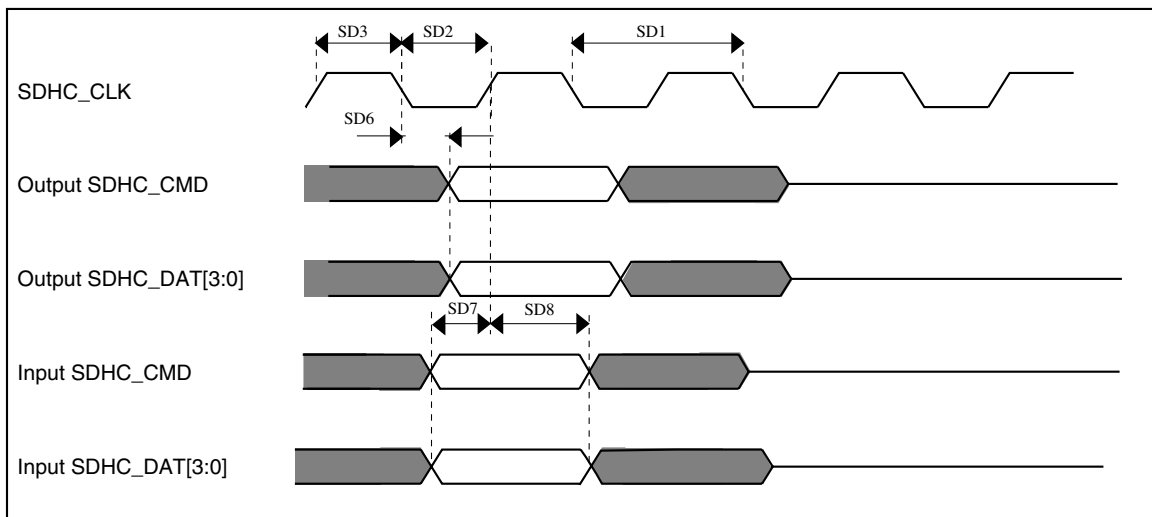 SD3 SD2 SD1
SDHC_CLK
SD6
Output SDHC_CMD
Output SDHC_DAT[3:0]
SD7 SD8
Input SDHC_CMD
Input SDHC_DAT[3:0]